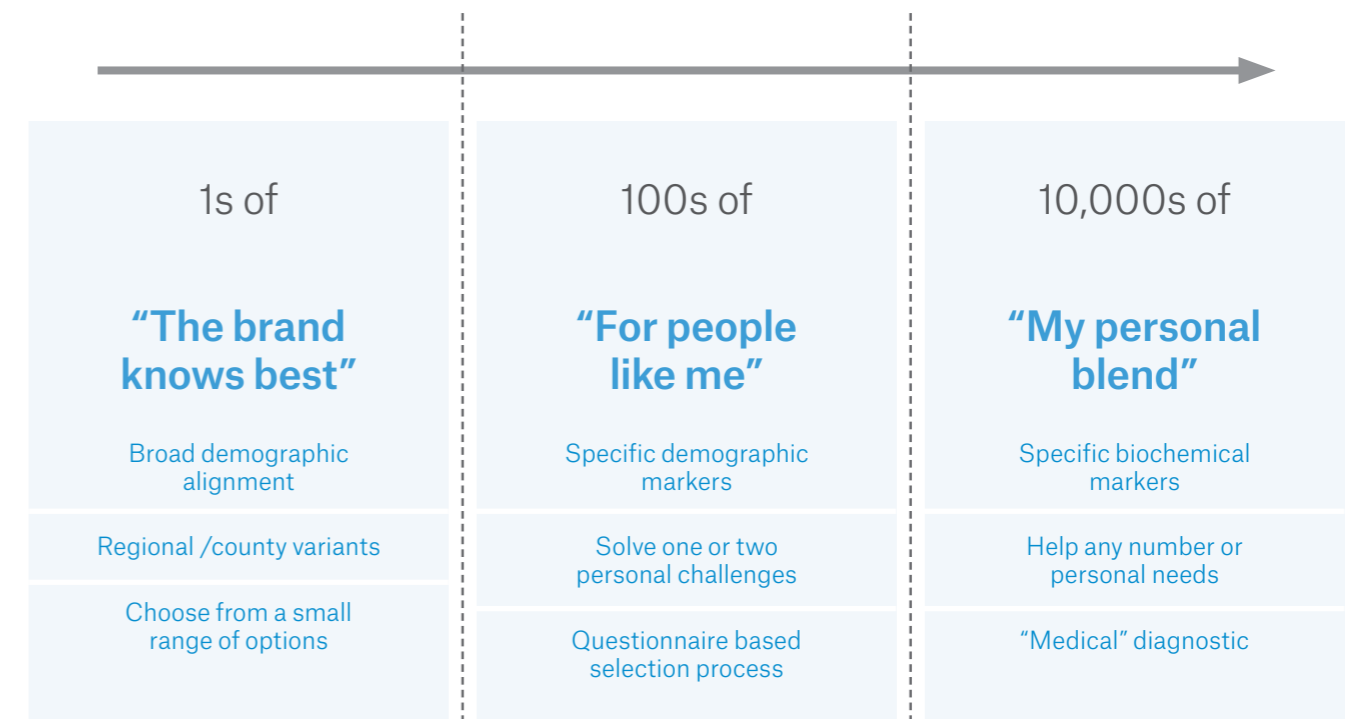 1s of
“The brand
knows best”
Broad demographic
alignment
Regional /county variants
Choose from a small
range of options
100s of
“For people
like me”
Specific demographic
markers
Solve one or two
personal challenges
Questionnaire based
selection process
10,000s of
“My personal
blend”
Specific biochemical
markers
Help any number or
personal needs
“Medical” diagnostic